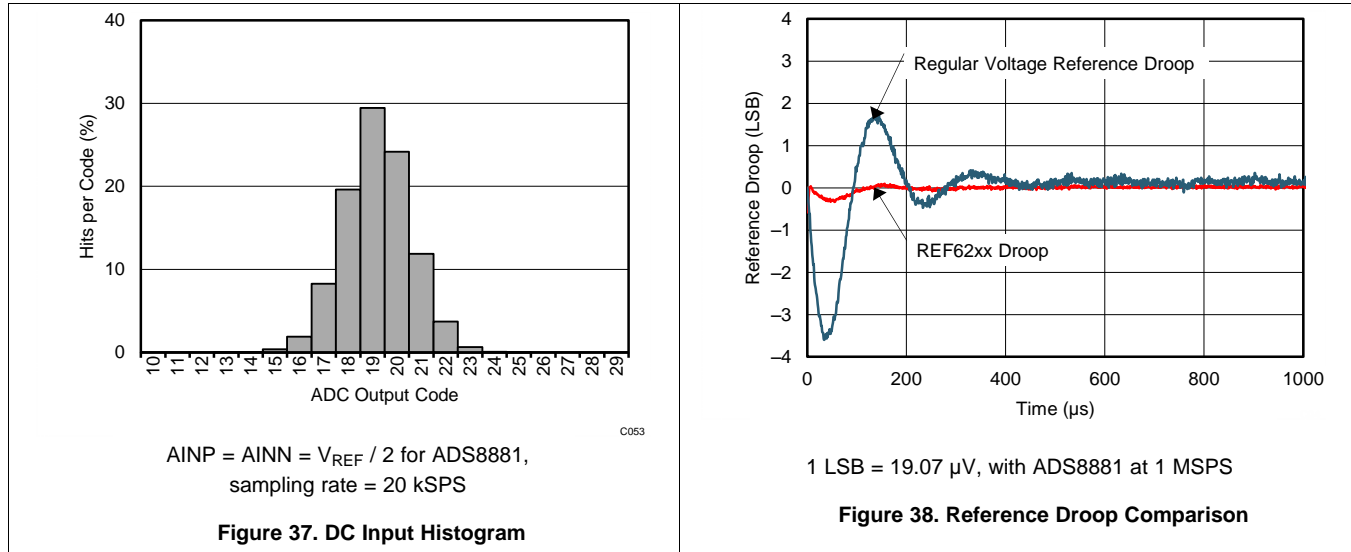 40
30
20
10
0
Hits per Code (%)
10 11 12 13 14 15 16 17 18 19 20 21 22 23 24 25 26 27 28 29
ADC Output Code
C053
AINP = AINN = VREF / 2 for ADS8881,
sampling rate = 20 kSPS
Figure 37. DC Input Histogram
4
3
2
1
0
–1
–2
–3
–4
Reference Droop (LSB)
Regular Voltage Reference Droop
REF62xx Droop
0 200 400 600 800 1000
Time (µs)
1 LSB = 19.07 µV, with ADS8881 at 1 MSPS
Figure 38. Reference Droop Comparison